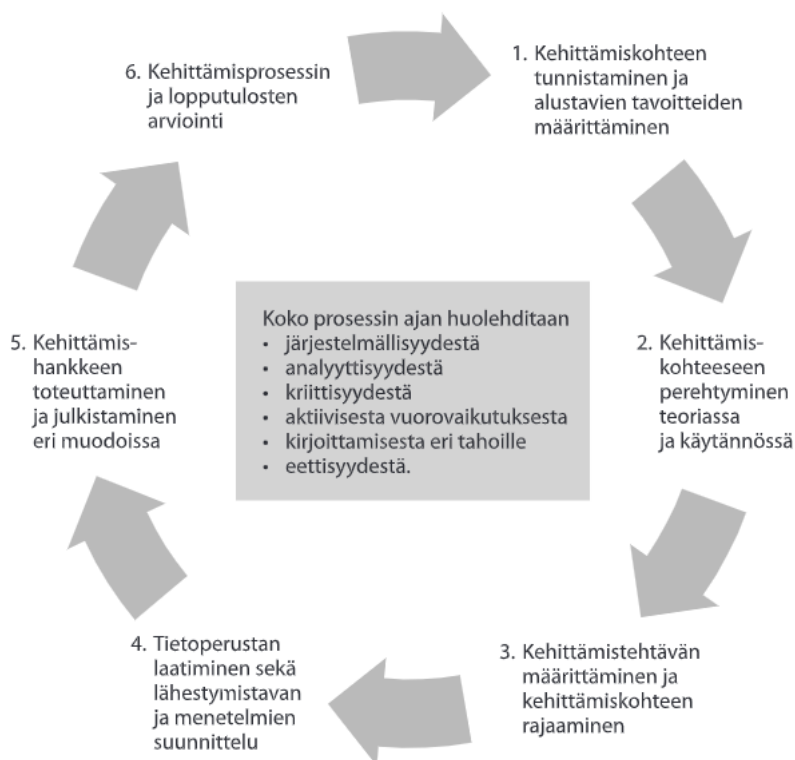 1. Kehittämiskohteen
tunnistaminen ja
alustavien tavoitteiden
määrittäminen
2. Kehittämis-
kohteeseen
perehtyminen
teoriassa
ja käytännössä
3. Kehittämistehtävän
määrittäminen ja
kehittämiskohteen
rajaaminen
4. Tietoperustan
laatiminen sekä
lähestymistavan
ja menetelmien
suunnittelu
5. Kehittämis-
hankkeen
toteuttaminen
ja julkistaminen
eri muodoissa
6. Kehittämisprosessin
ja lopputulosten
arviointi
Koko prosessin ajan huolehditaan
• järjestelmällisyydestä
• analyyttisyydestä
• kriittisyydestä
• aktiivisesta vuorovaikutuksesta
• kirjoittamisesta eri tahoille
• eettisyydestä.